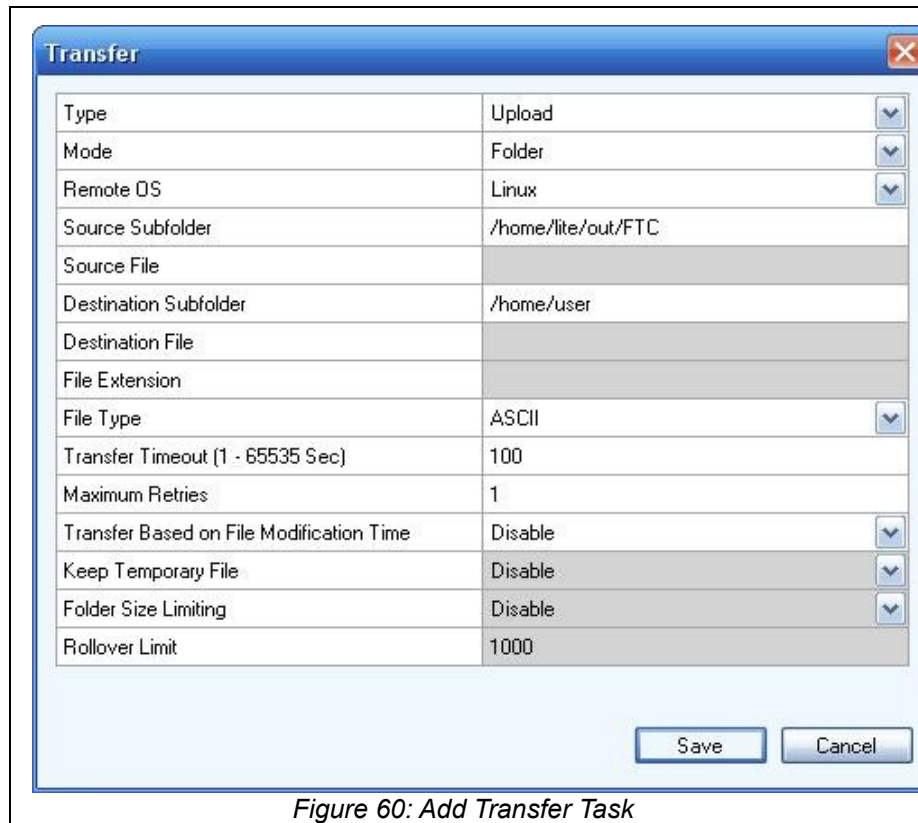 Transfer
Type Upload
Mode Folder
Remote OS Linux
Source Subfolder /home/lite/out/FTC
Source File
Destination Subfolder /home/user
Destination File
File Extension
File Type ASCII
Transfer Timeout (1 - 65535 Sec) 100
Maximum Retries 1
Transfer Based on File Modification Time Disable
Keep Temporary File Disable
Folder Size Limiting Disable
Rollover Limit 1000
Save Cancel
Figure 60: Add Transfer Task